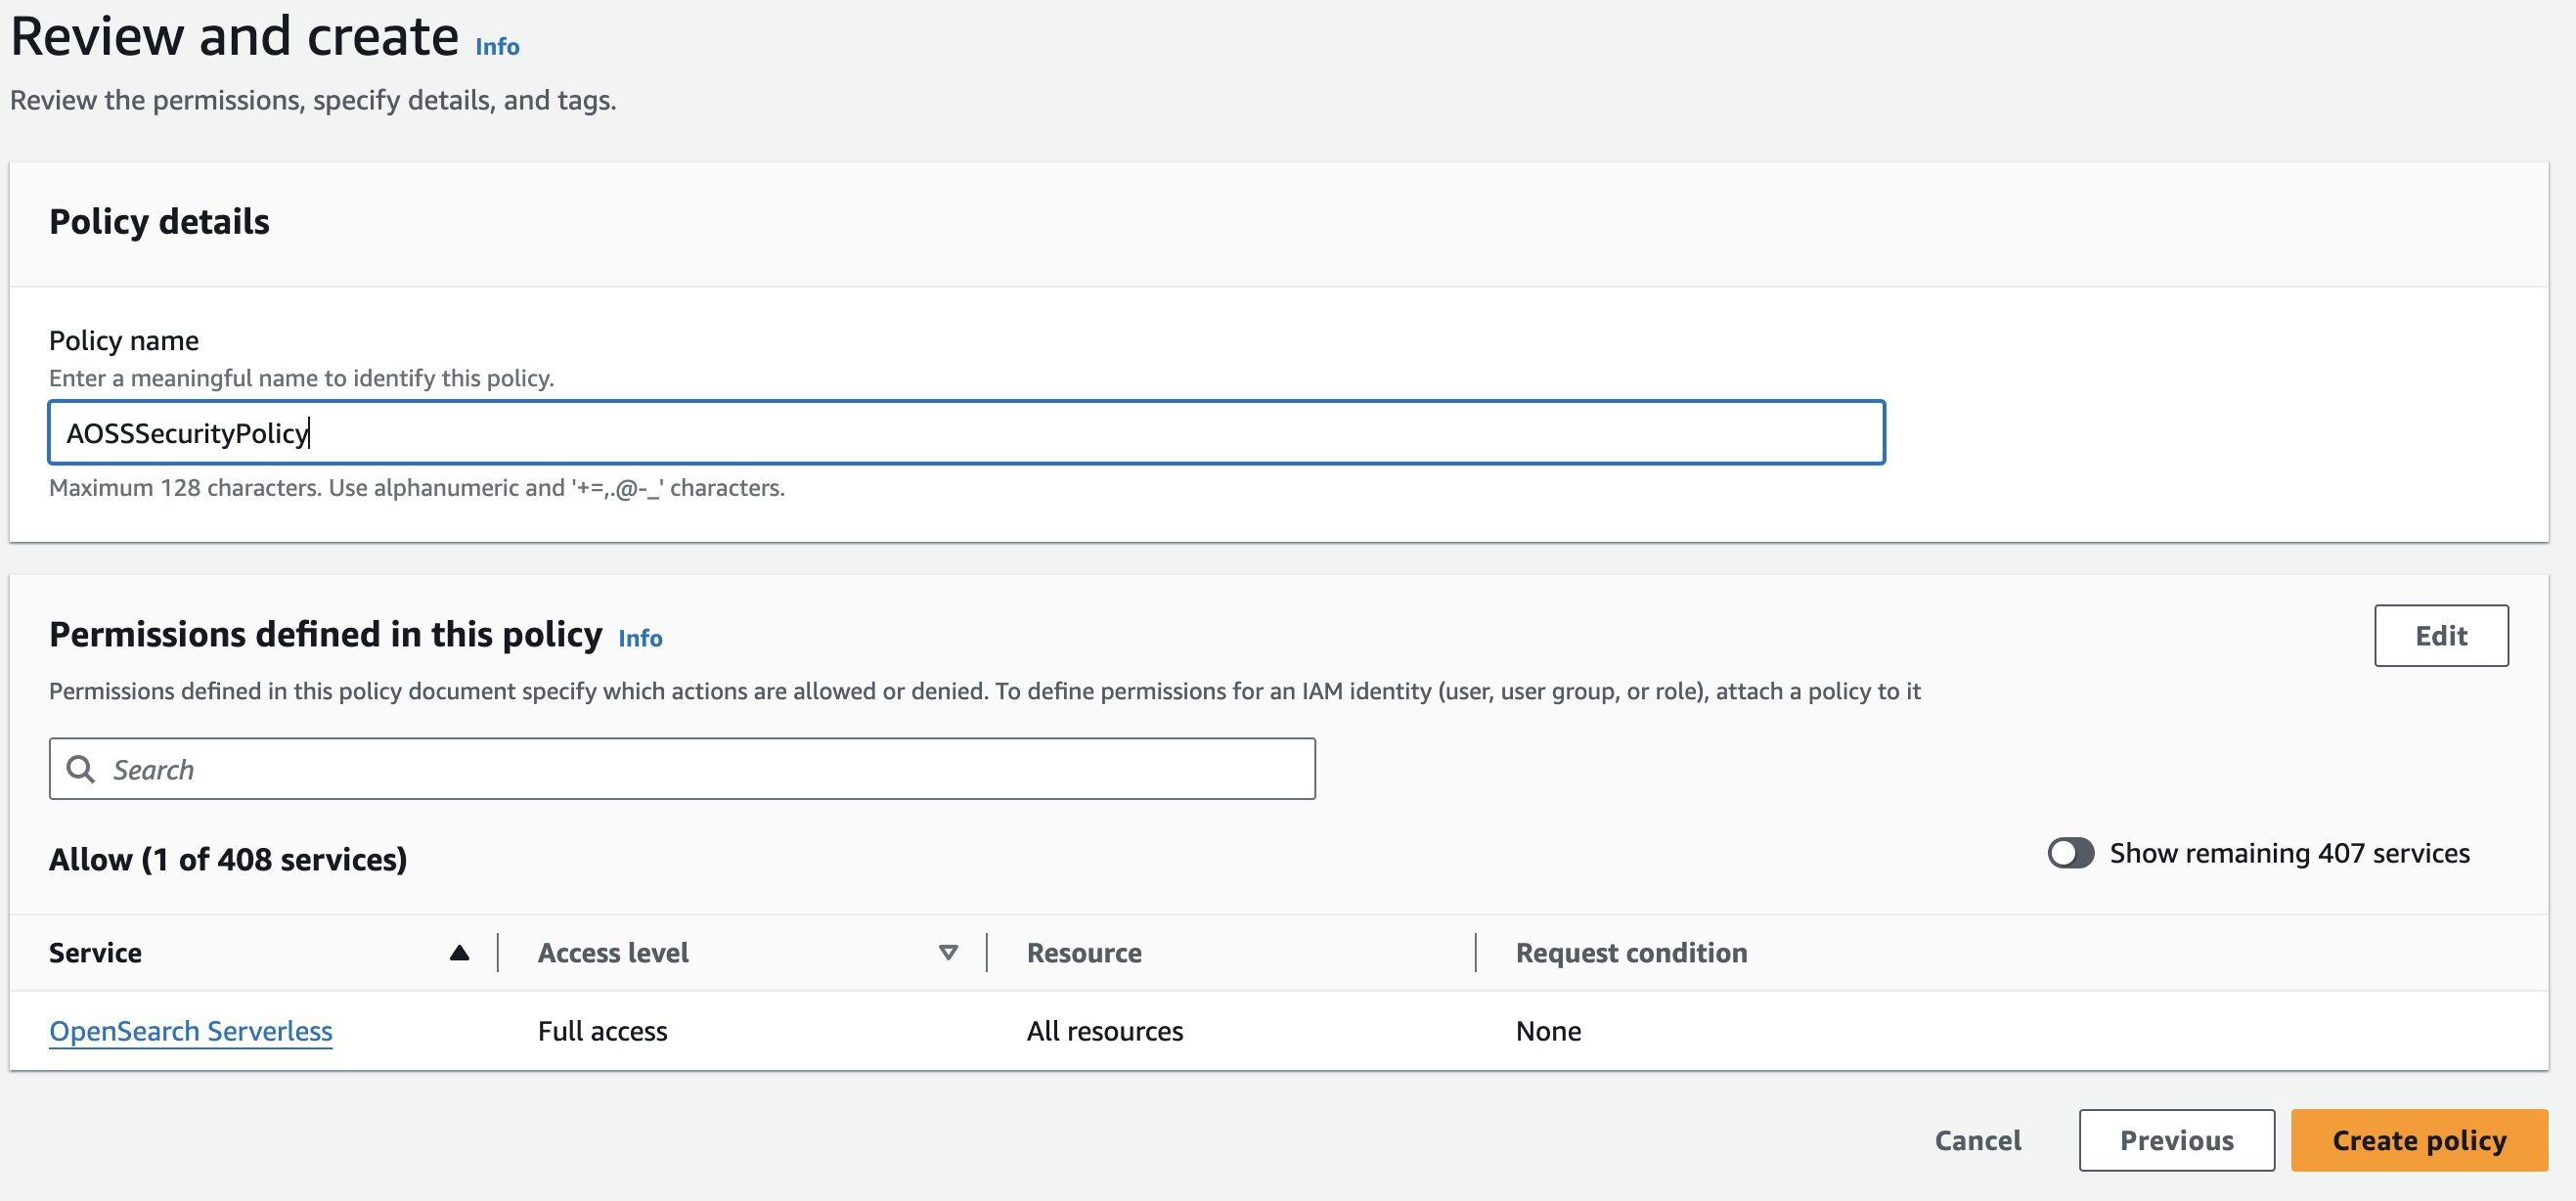 Review and create Info
Review the permissions, specify details, and tags.
Policy details
Policy name
Enter a meaningful name to identify this policy.
AOSSSecurityPolicy
Maximum 128 characters. Use alphanumeric and '+=,.@-_' characters.
Permissions defined in this policy Info
Edit
Permissions defined in this policy document specify which actions are allowed or denied. To define permissions for an IAM identity (user, user group, or role), attach a policy to it
Search
Allow (1 of 408 services)
Show remaining 407 services
Service Access level Resource Request condition
OpenSearch Serverless Full access All resources None
Cancel Previous Create policy